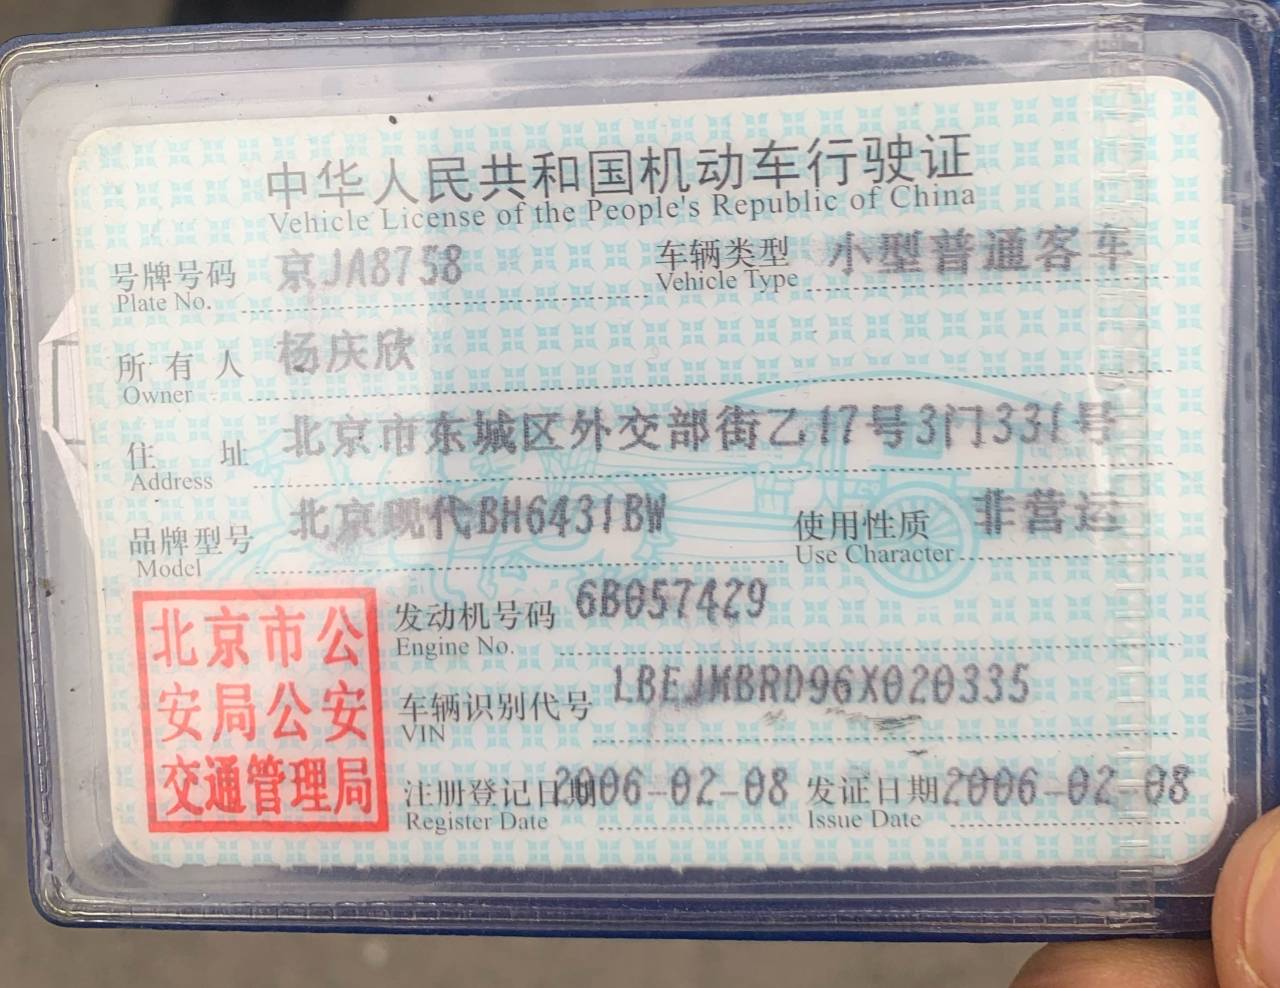 中华人民共和国机动车行驶证
Vehicle License of the People's Republic of China
号牌号码 京JA8758 车辆类型 小型普通客车
Plate No. Vehicle Type
所有人 杨庆欣
Owner
住址 北京市东城区外交部街乙17号3门331号
Address
品牌型号 北京现代BH6431BW 使用性质 非营运
Model Use Character
发动机号码 6B057429
Engine No.
车辆识别代号 LBEJMBRD96X020335
VIN
注册登记日期 2006-02-08 发证日期 2006-02-08
Register Date Issue Date
北京市公
安局公安
交通管理局